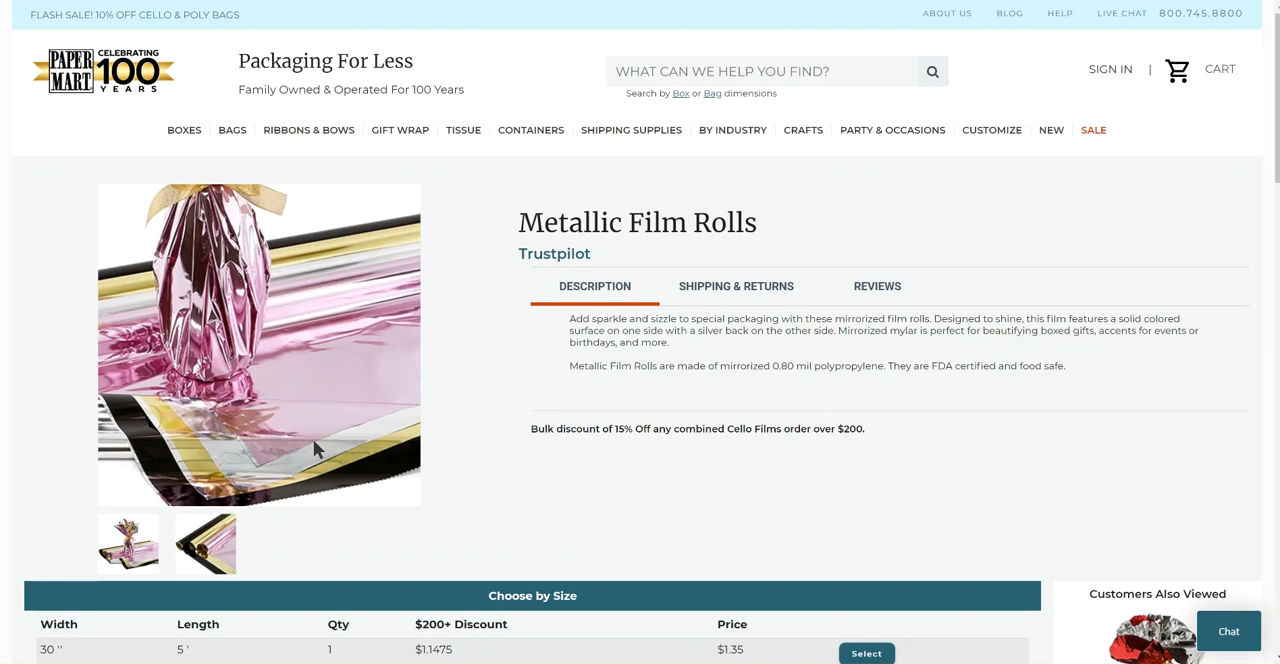 FLASH SALE! 10% OFF CELLO & POLY BAGS
ABOUT US
BLOG
HELP
LIVE CHAT
800.745.8800
PAPER MART
CELEBRATING
100
YEARS
Packaging For Less
Family Owned & Operated For 100 Years
WHAT CAN WE HELP YOU FIND?
Search by Box or Bag dimensions
SIGN IN
|
CART
BOXES
BAGS
RIBBONS & BOWS
GIFT WRAP
TISSUE
CONTAINERS
SHIPPING SUPPLIES
BY INDUSTRY
CRAFTS
PARTY & OCCASIONS
CUSTOMIZE
NEW
SALE
Metallic Film Rolls
Trustpilot
DESCRIPTION
SHIPPING & RETURNS
REVIEWS
Add sparkle and sizzle to special packaging with these mirrorized film rolls. Designed to shine, this film features a solid colored
surface on one side with a silver back on the other side. Mirrorized mylar is perfect for beautifying boxed gifts, accents for events or
birthdays, and more.
Metallic Film Rolls are made of mirrorized 0.80 mil polypropylene. They are FDA certified and food safe.
Bulk discount of 15% Off any combined Cello Films order over $200.
Choose by Size
Width Length Qty $200+ Discount Price
30 '' 5 ' 1 $1.1475 $1.35 Select
Customers Also Viewed
Chat